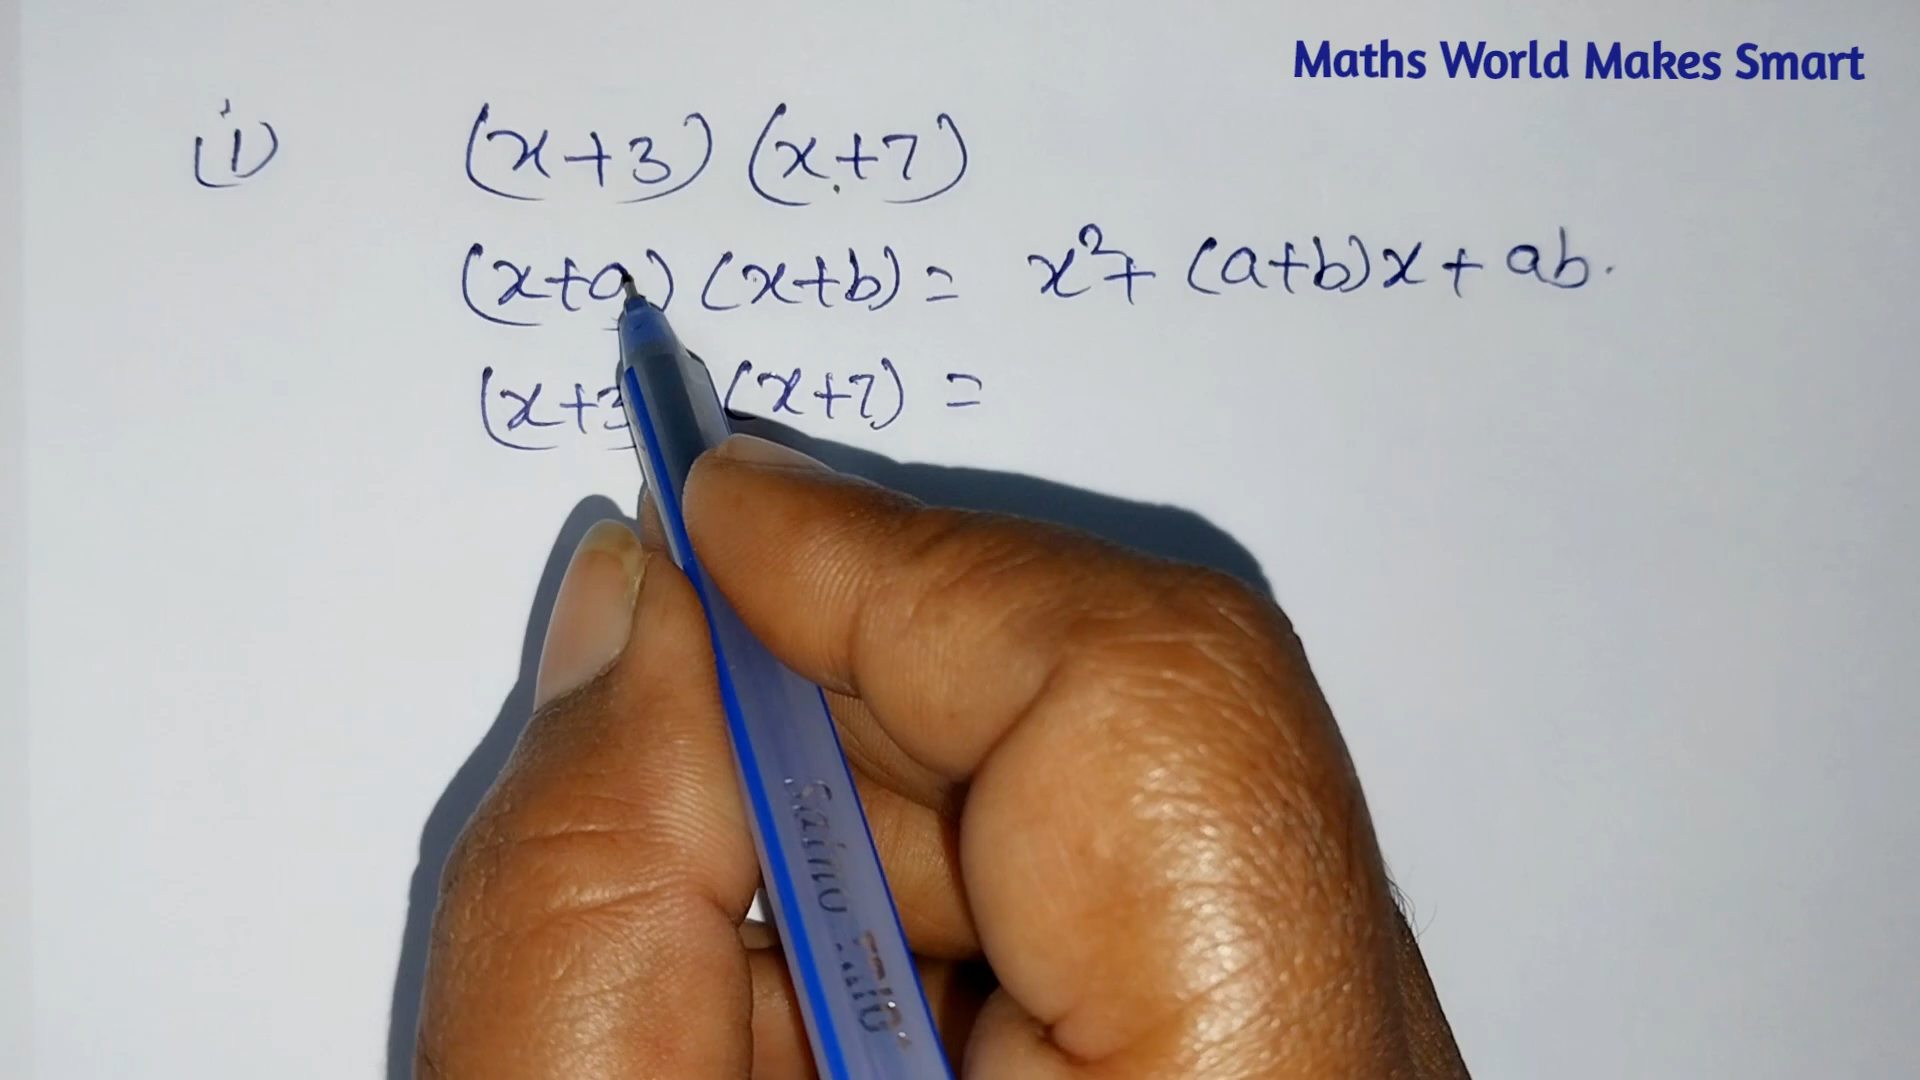 Maths World Makes Smart
(i) (x+3) (x+7)
(x+a) (x+b) = x²+ (a+b)x + ab.
(x+3 (x+7) =